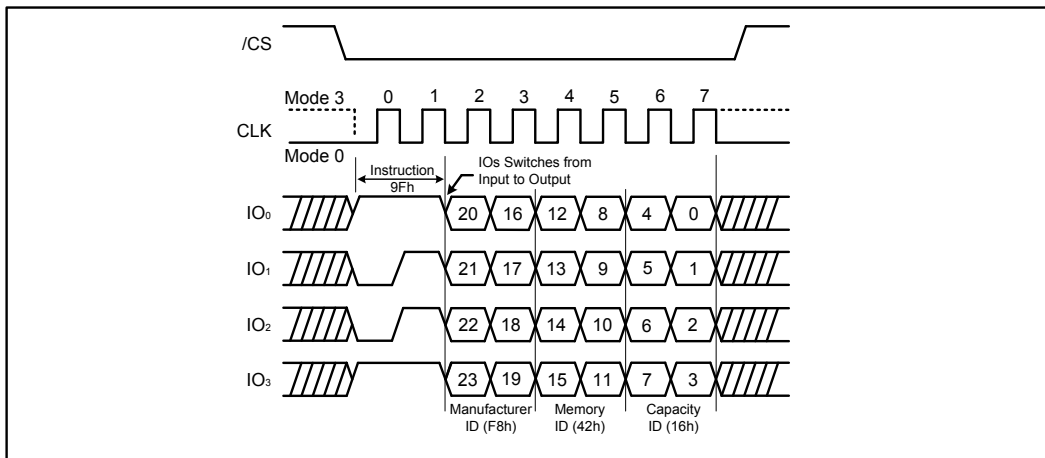 /CS
Mode 3
0 1 2 3 4 5 6 7
CLK
Mode 0
Instruction
9Fh
IOs Switches from
Input to Output
IO₀ 20 16 12 8 4 0
IO₁ 21 17 13 9 5 1
IO₂ 22 18 14 10 6 2
IO₃ 23 19 15 11 7 3
Manufacturer
ID (F8h)
Memory
ID (42h)
Capacity
ID (16h)